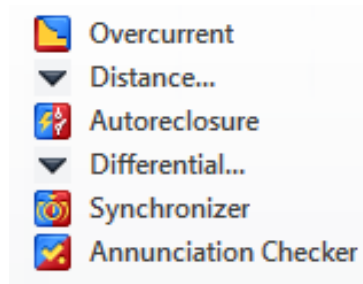 Overcurrent
Distance...
Autoreclosure
Differential...
Synchronizer
Annunciation Checker